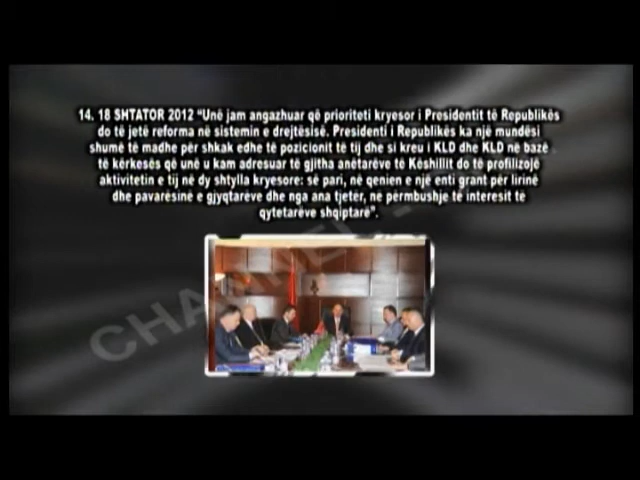 14. 18 SHTATOR 2012 "Unë jam angazhuar që prioriteti kryesor i Presidentit të Republikës
do të jetë reforma në sistemin e drejtësisë. Presidenti i Republikës ka një mundësi
shumë të madhe për shkak edhe të pozicionit të tij dhe si kreu i KLD dhe KLD në bazë
të kërkesës që unë u kam adresuar të gjitha anëtarëve të Këshillit do të profilizojë
aktivitetin e tij në dy shtylla kryesore: së pari, në qenien e një enti grant për lirinë
dhe pavarësinë e gjyqtarëve dhe nga ana tjeter, ne përmbushje të interesit të
qytetarëve shqiptarë".
CHANNEL